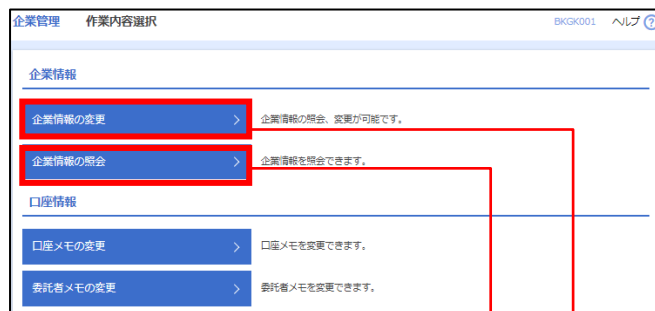 企業管理 作業内容選択 BKGK001 ヘルプ ?
企業情報
企業情報の変更 企業情報の照会、変更が可能です。
企業情報の照会 企業情報を照会できます。
口座情報
口座メモの変更 口座メモを変更できます。
委託者メモの変更 委託者メモを変更できます。